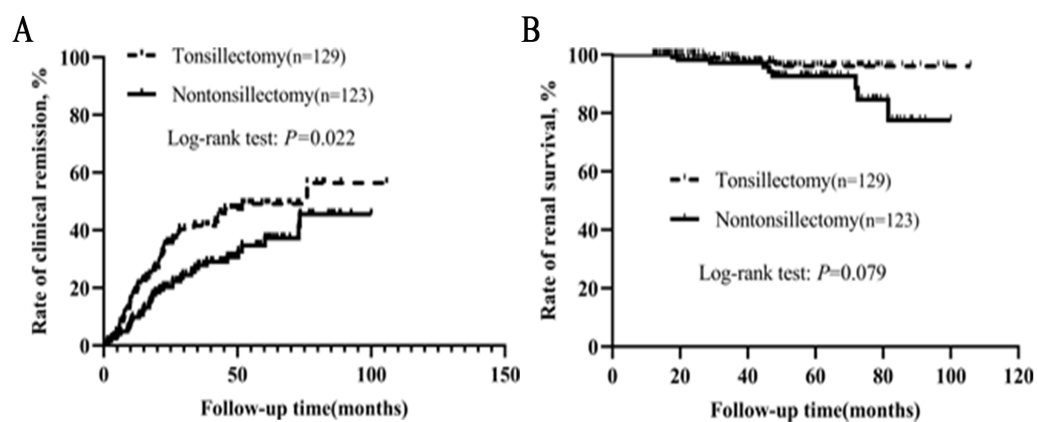 A
Rate of clinical remission, %
100
80
60
40
20
0
Tonsillectomy(n=129)
Nontonsillectomy(n=123)
Log-rank test: P=0.022
0 50 100 150
Follow-up time(months)
B
Rate of renal survival, %
100
80
60
40
20
0
Tonsillectomy(n=129)
Nontonsillectomy(n=123)
Log-rank test: P=0.079
0 20 40 60 80 100 120
Follow-up time(months)